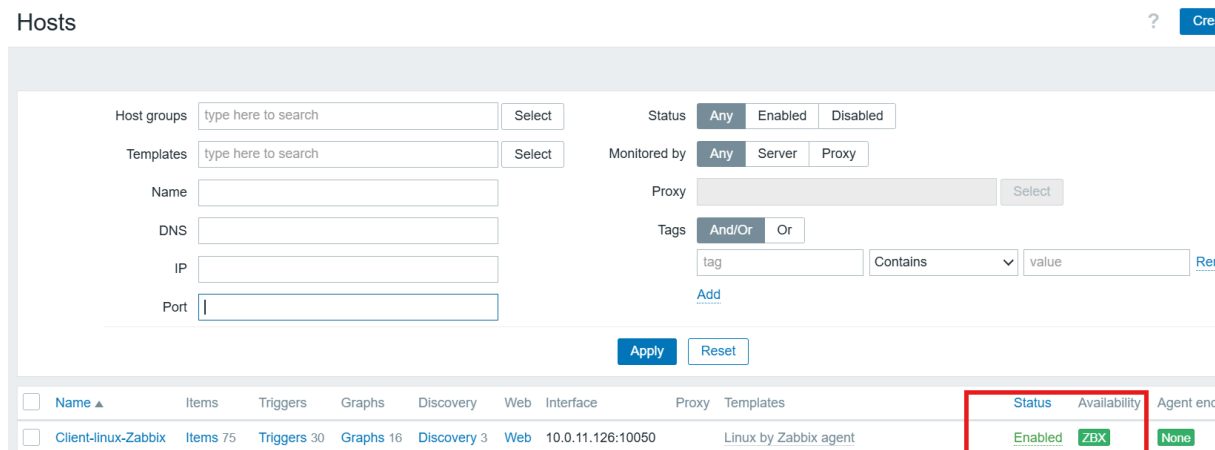 Hosts ? Cre
Host groups type here to search Select Status Any Enabled Disabled
Templates type here to search Select Monitored by Any Server Proxy
Name Proxy Select
DNS Tags And/Or Or
IP tag Contains value Rer
Port Add
Apply Reset
Name ▲ Items Triggers Graphs Discovery Web Interface Proxy Templates Status Availability Agent enc
Client-linux-Zabbix Items 75 Triggers 30 Graphs 16 Discovery 3 Web 10.0.11.126:10050 Linux by Zabbix agent Enabled ZBX None